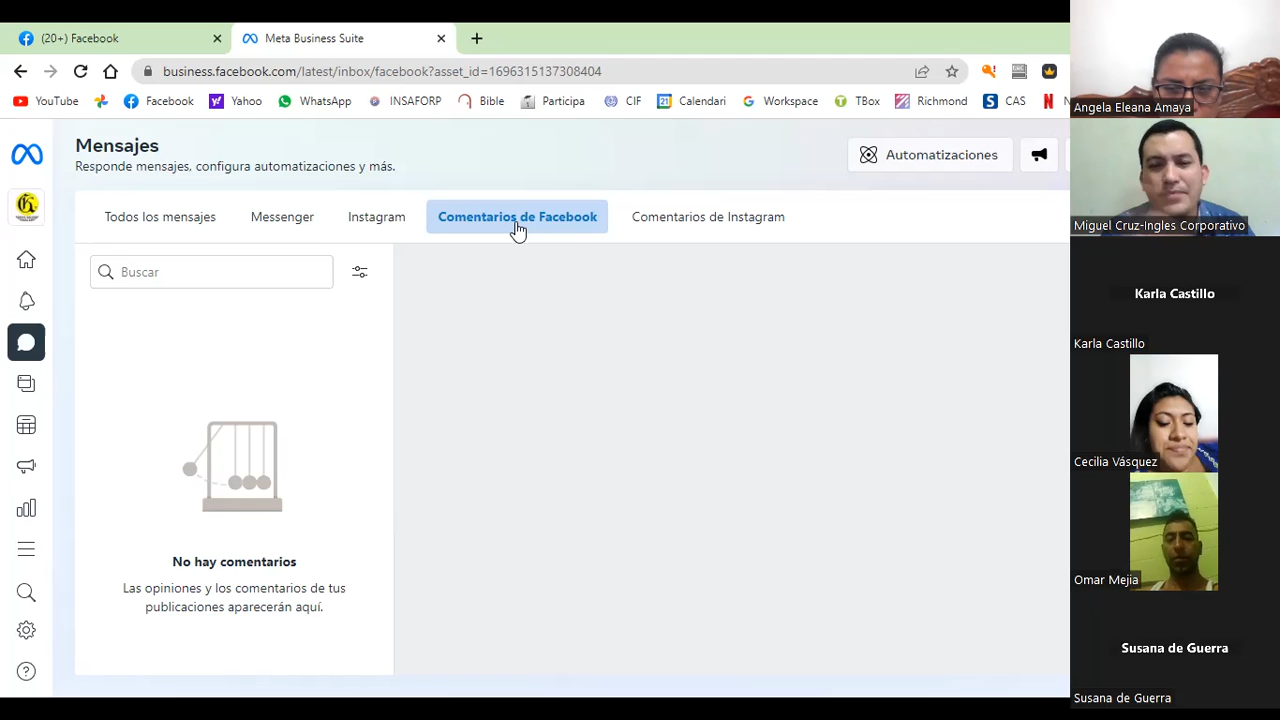 (20+) Facebook
Meta Business Suite
business.facebook.com/latest/inbox/facebook?asset_id=1696315137308404
YouTube
Facebook
Yahoo
WhatsApp
INSAFORP
Bible
Participa
CIF
Calendari
Workspace
TBox
Richmond
CAS
Mensajes
Responde mensajes, configura automatizaciones y más.
Automatizaciones
Todos los mensajes
Messenger
Instagram
Comentarios de Facebook
Comentarios de Instagram
Buscar
No hay comentarios
Las opiniones y los comentarios de tus
publicaciones aparecerán aquí.
Angela Eleana Amaya
Miguel Cruz-Ingles Corporativo
Karla Castillo
Karla Castillo
Cecilia Vásquez
Omar Mejia
Susana de Guerra
Susana de Guerra